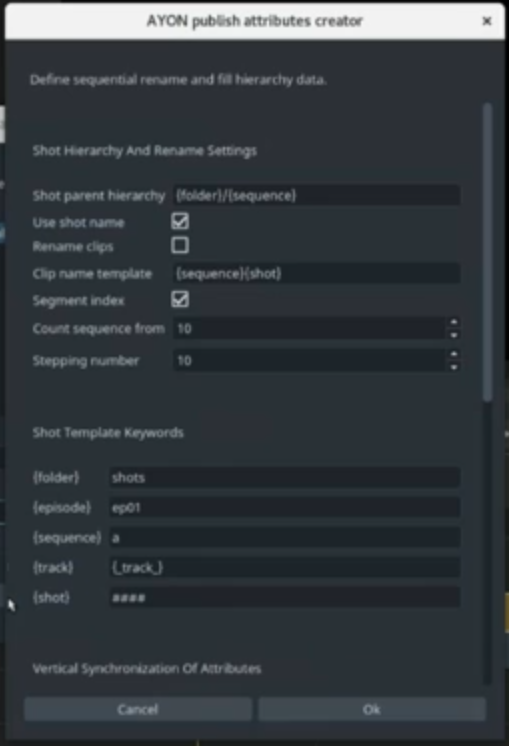 AYON publish attributes creator
Define sequential rename and fill hierarchy data.
Shot Hierarchy And Rename Settings
Shot parent hierarchy {folder}/{sequence}
Use shot name
Rename clips
Clip name template {sequence}{shot}
Segment index
Count sequence from 10
Stepping number 10
Shot Template Keywords
{folder} shots
{episode} ep01
{sequence} a
{track} {_track_}
{shot} ####
Vertical Synchronization Of Attributes
Cancel Ok